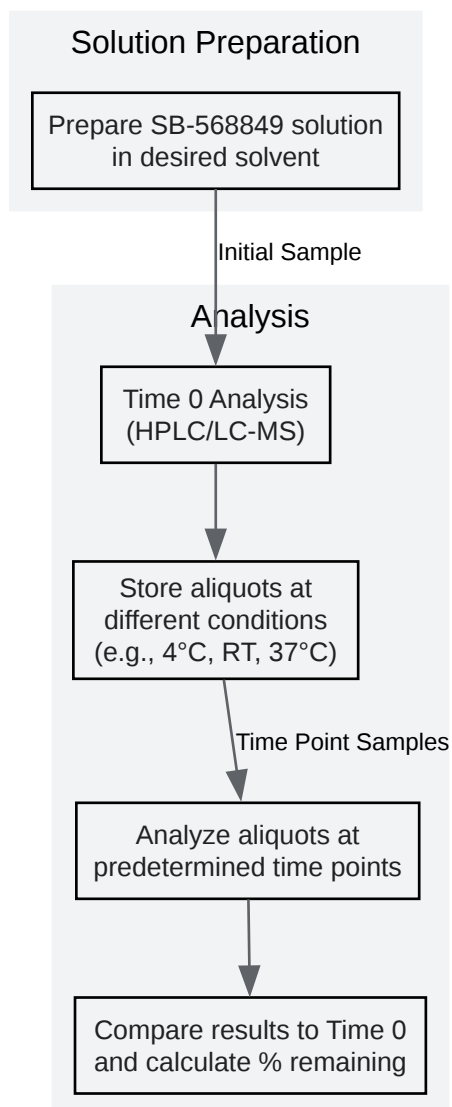 Solution Preparation
Prepare SB-568849 solution
in desired solvent
Initial Sample
Analysis
Time 0 Analysis
(HPLC/LC-MS)
Store aliquots at
different conditions
(e.g., 4°C, RT, 37°C)
Time Point Samples
Analyze aliquots at
predetermined time points
Compare results to Time 0
and calculate % remaining